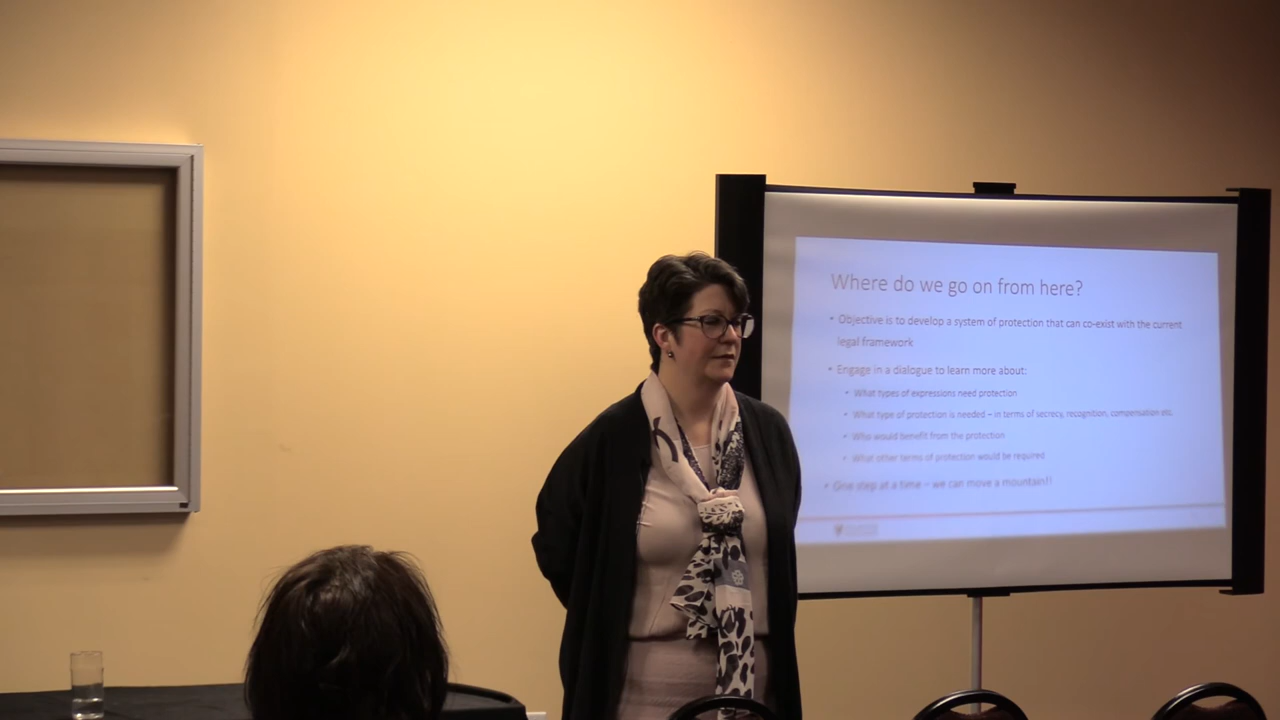 Where do we go on from here?
• Objective is to develop a system of protection that can co-exist with the current
legal framework
• Engage in a dialogue to learn more about:
• What types of expressions need protection
• What type of protection is needed – in terms of secrecy, recognition, compensation etc.
• Who would benefit from the protection
• What other terms of protection would be required
• Give step at a time – we can move a mountain!!